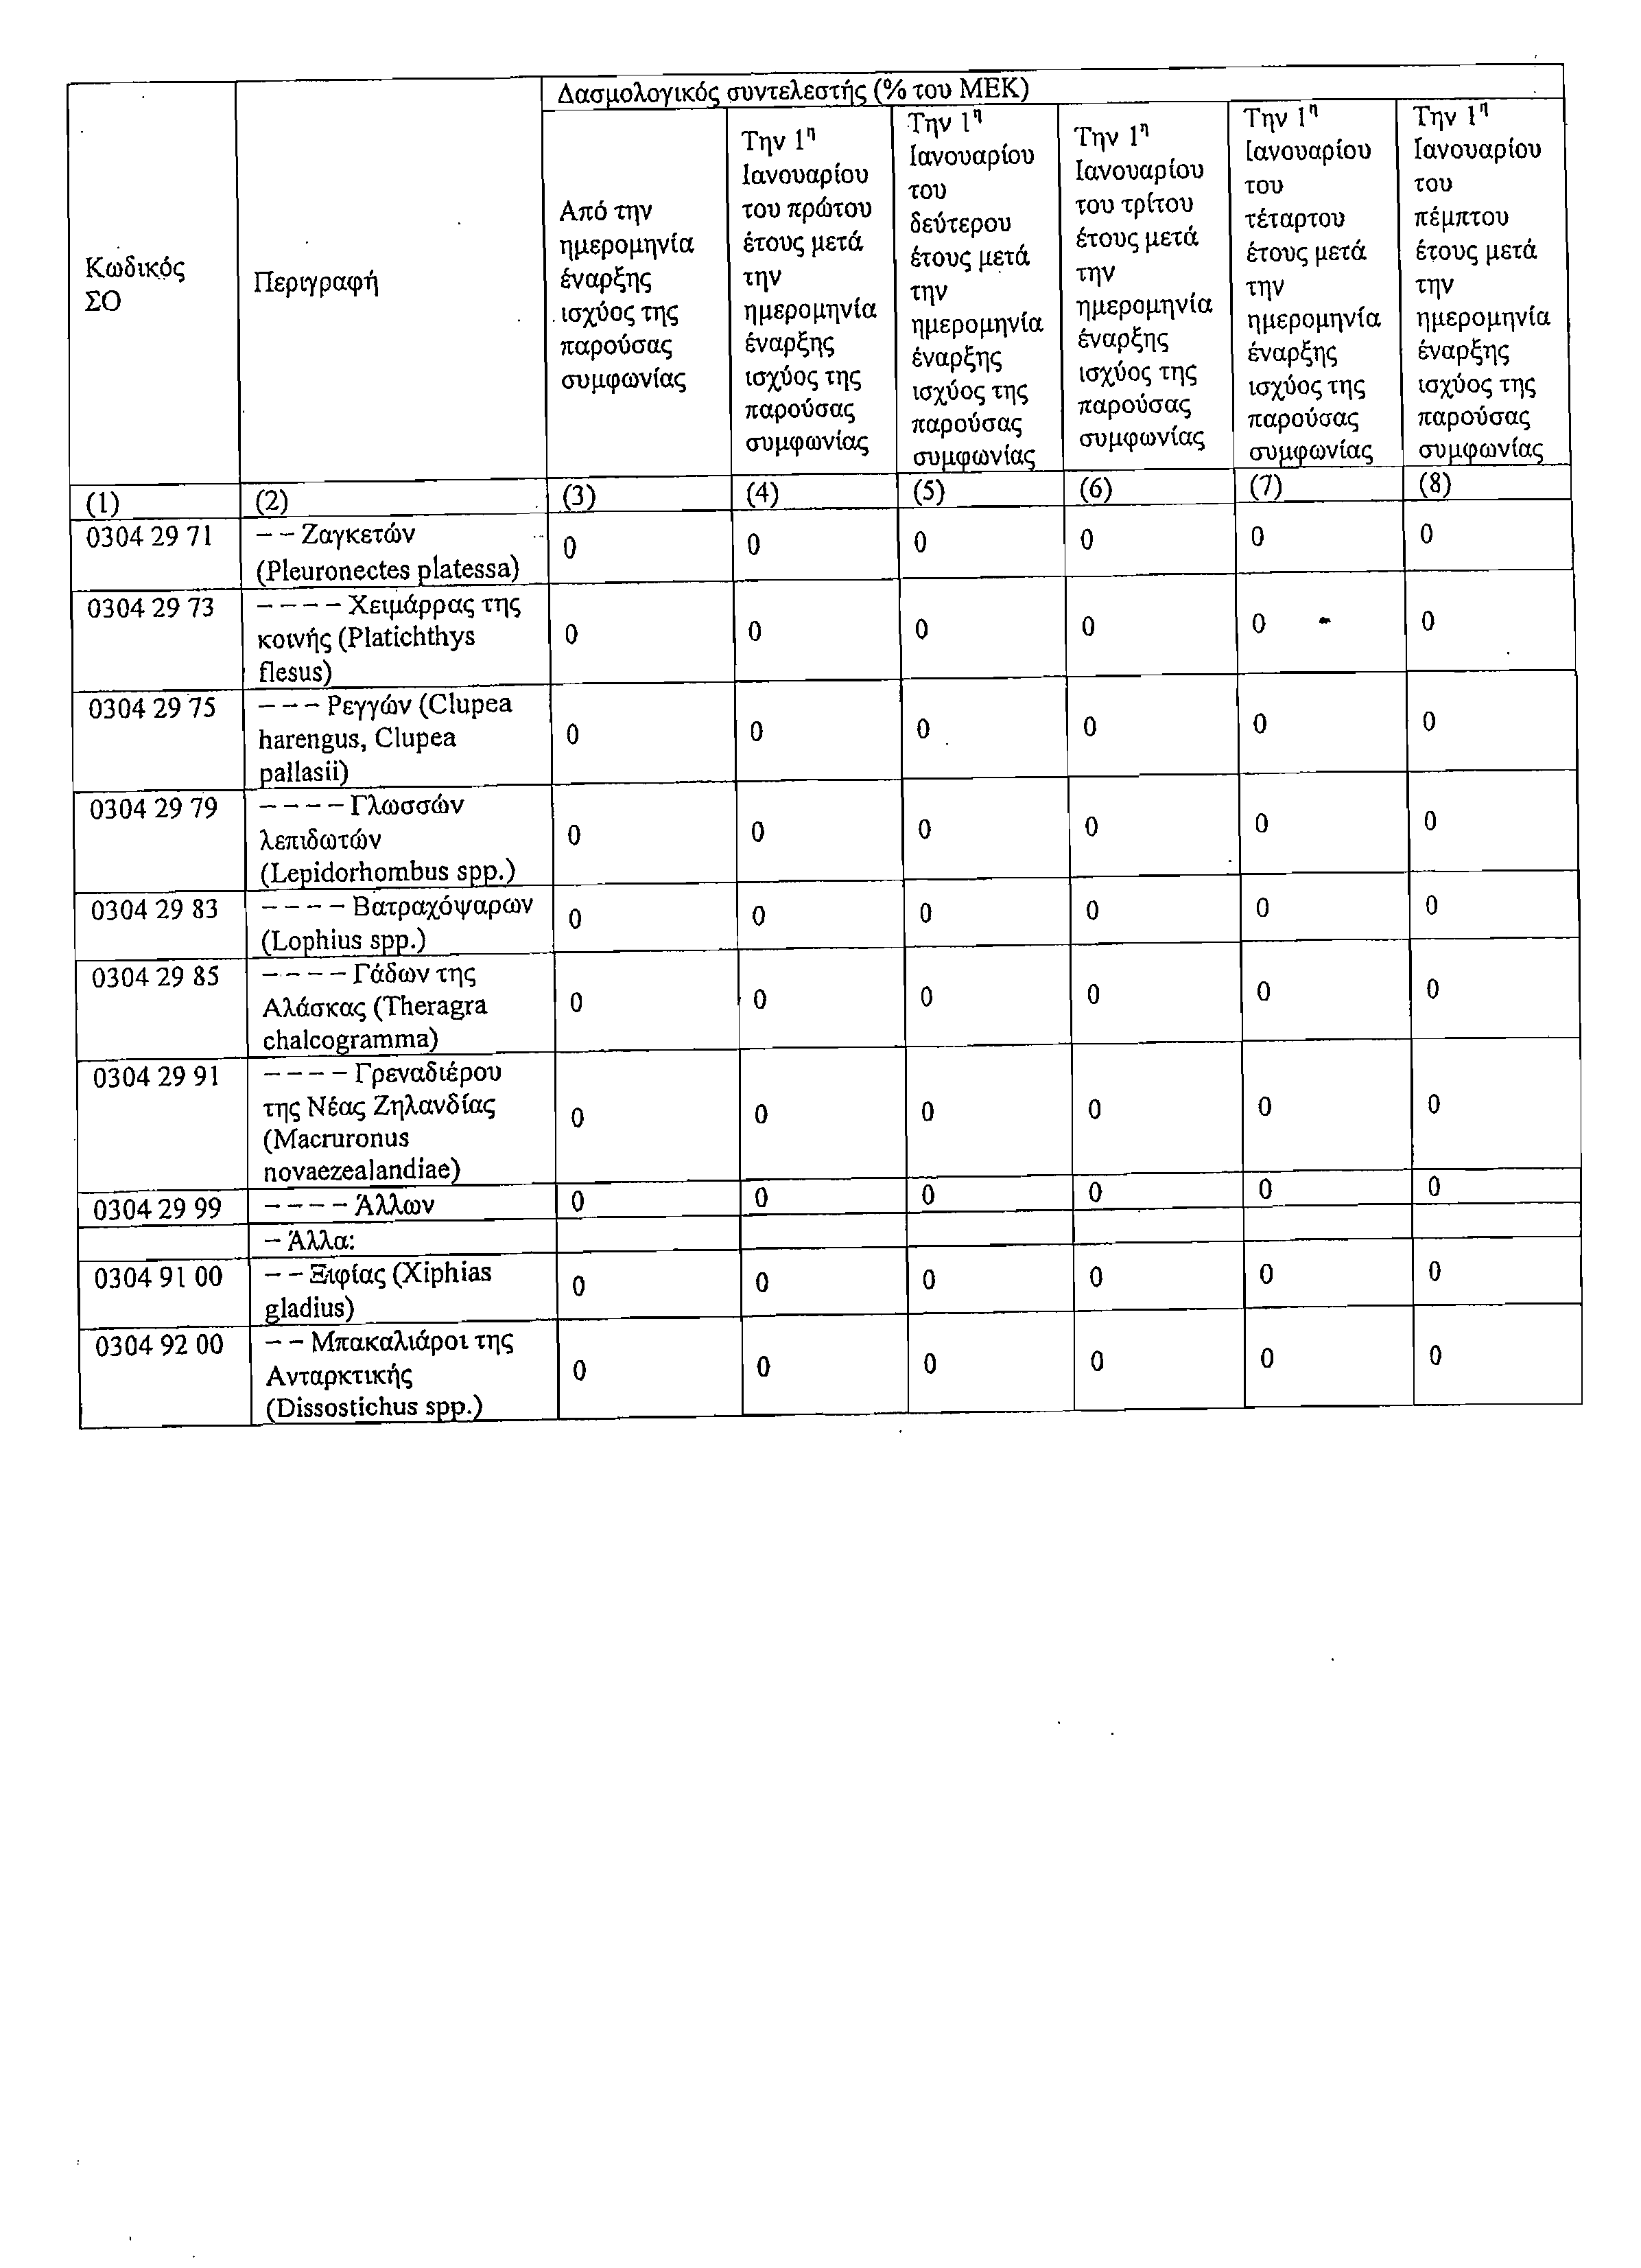 Δασμολογικός συντελεστής (% του ΜΕΚ)
Κωδικός
ΣΟ
Περιγραφή
Από την
ημερομηνία
έναρξης
ισχύος της
παρούσας
συμφωνίας
Την 1η
Ιανουαρίου
του πρώτου
έτους μετά
την
ημερομηνία
έναρξης
ισχύος της
παρούσας
συμφωνίας
Την 1η
Ιανουαρίου
του
δεύτερου
έτους μετά
την
ημερομηνία
έναρξης
ισχύος της
παρούσας
συμφωνίας
Την 1η
Ιανουαρίου
του τρίτου
έτους μετά
την
ημερομηνία
έναρξης
ισχύος της
παρούσας
συμφωνίας
Την 1η
Ιανουαρίου
του
τέταρτου
έτους μετά
την
ημερομηνία
έναρξης
ισχύος της
παρούσας
συμφωνίας
Την 1η
Ιανουαρίου
του
πέμπτου
έτους μετά
την
ημερομηνία
έναρξης
ισχύος της
παρούσας
συμφωνίας
(1) (2) (3) (4) (5) (6) (7) (8)
0304 29 71 – – Ζαγκετών
(Pleuronectes platessa) 0 0 0 0 0 0
0304 29 73 – – – – Χειμάρρας της
κοινής (Platichthys 0 0 0 0 0 0
flesus)
0304 29 75 – – – Ρεγγών (Clupea
harengus, Clupea 0 0 0 0 0 0
pallasii)
0304 29 79 – – – – Γλωσσών
λεπιδωτών 0 0 0 0 0 0
(Lepidorhombus spp.)
0304 29 83 – – – – Βατραχόψαρων
(Lophius spp.) 0 0 0 0 0 0
0304 29 85 – – – – Γάδων της
Αλάσκας (Theragra 0 0 0 0 0 0
chalcogramma)
0304 29 91 – – – – Γρεναδιέρου
της Νέας Ζηλανδίας 0 0 0 0 0 0
(Macruronus
novaezealandiae)
0304 29 99 – – – – Άλλων 0 0 0 0 0 0
– Άλλα:
0304 91 00 – – Ξιφίας (Xiphias
gladius) 0 0 0 0 0 0
0304 92 00 – – Μπακαλιάροι της
Ανταρκτικής 0 0 0 0 0 0
(Dissostichus spp.)